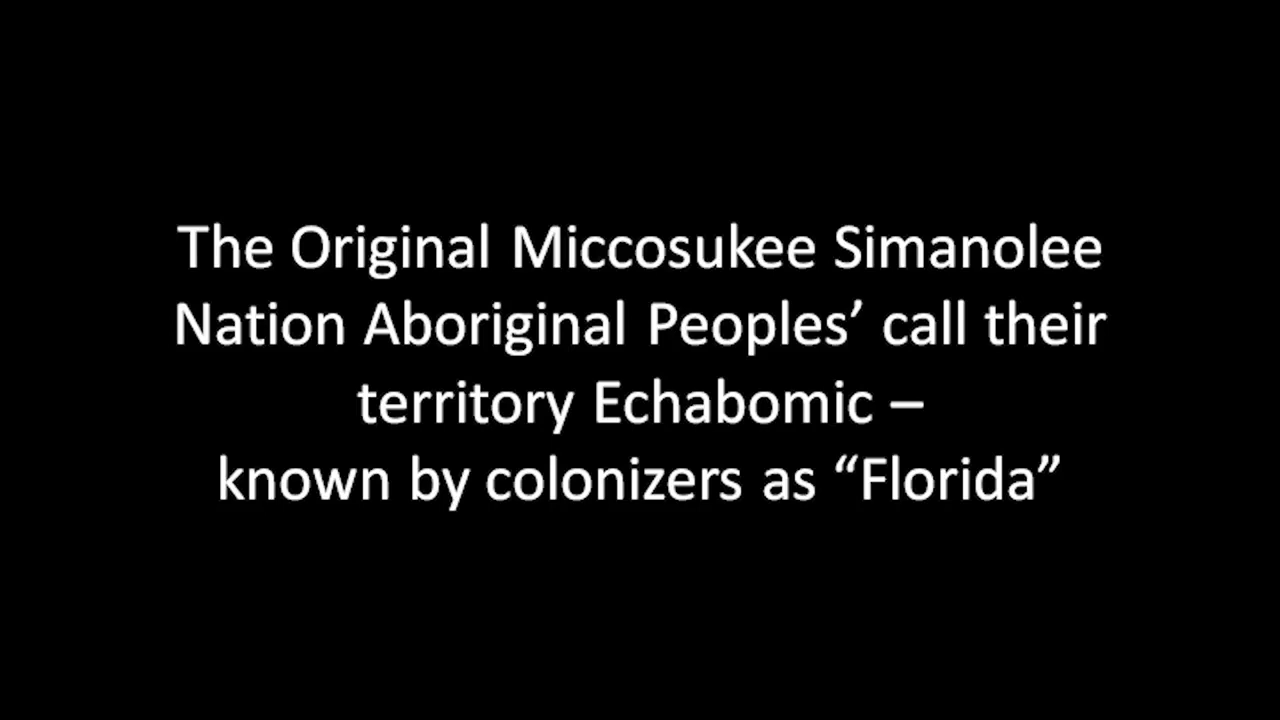 The Original Miccosukee Simanolee
Nation Aboriginal Peoples’ call their
territory Echabomic –
known by colonizers as “Florida”